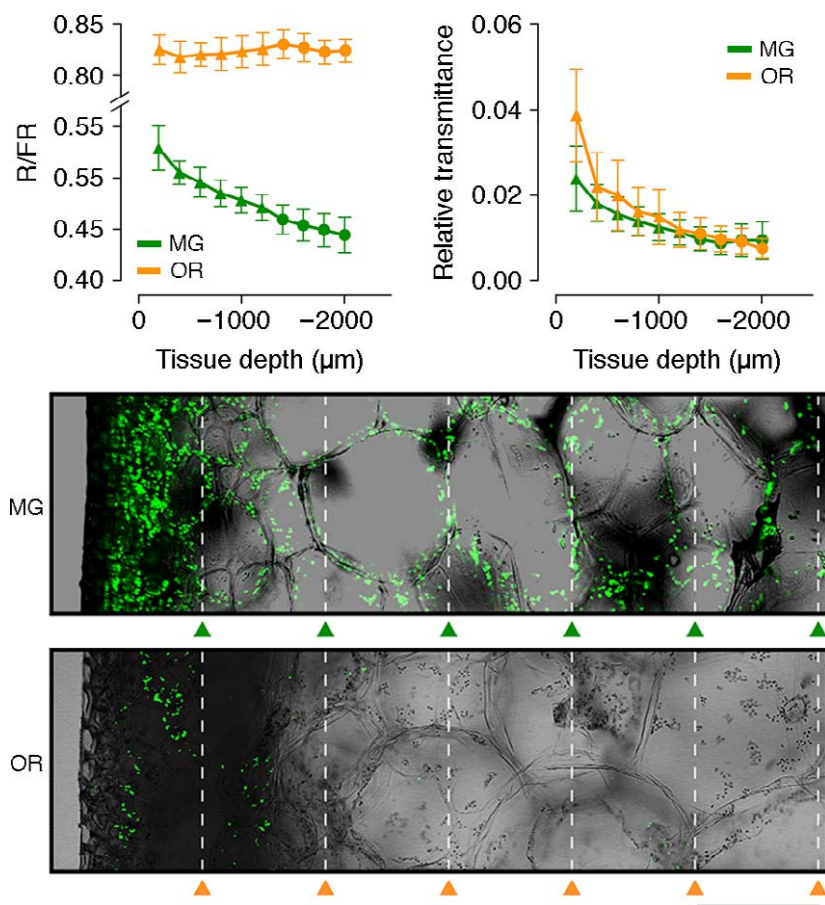 0.85
0.80
0.55
0.55
0.45
0.40
R/FR
MG
OR
0
−1000
−2000
Tissue depth (µm)
0.06
0.04
0.02
0.00
Relative transmittance
MG
OR
0
−1000
−2000
Tissue depth (µm)
MG
OR